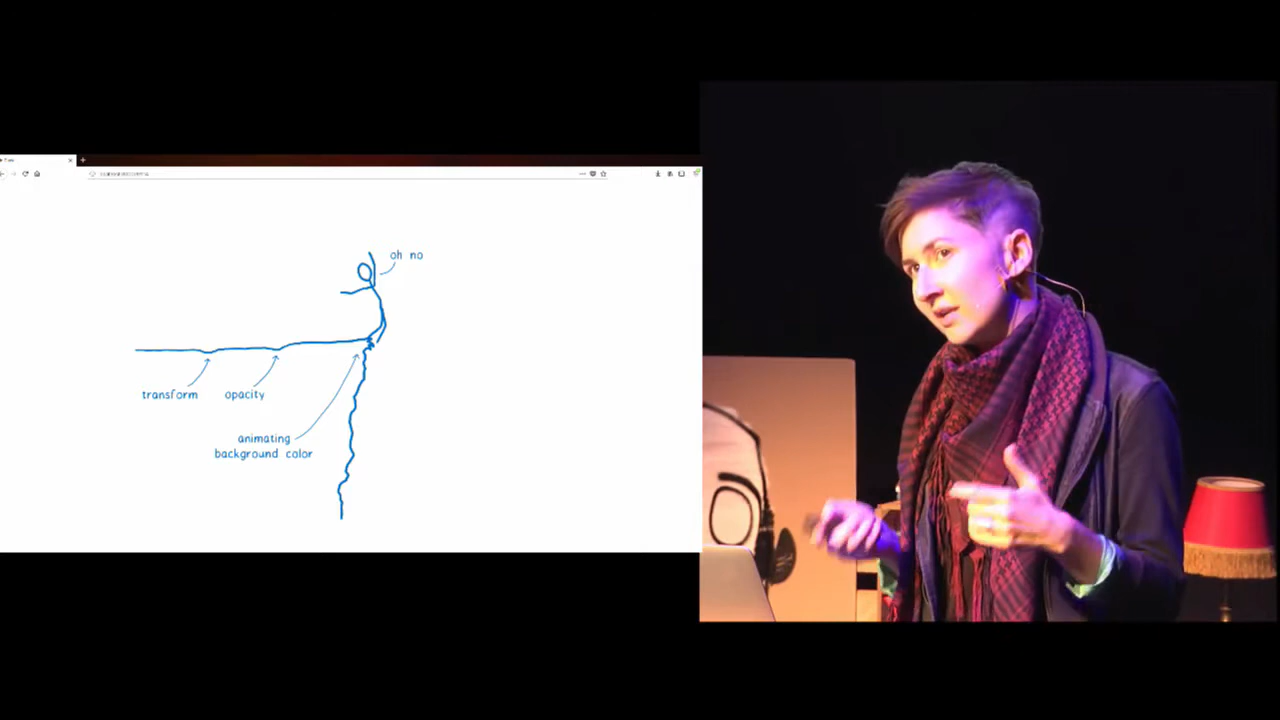 oh no
transform
opacity
animating
background color